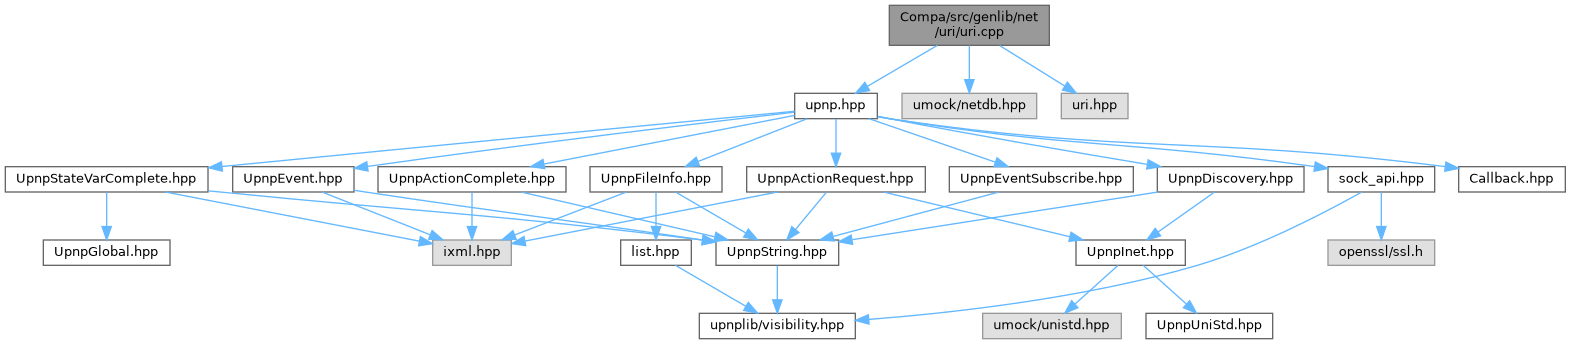 Compa/src/genlib/net
/uri/uri.cpp
upnp.hpp
umock/netdb.hpp
uri.hpp
UpnpStateVarComplete.hpp
UpnpEvent.hpp
UpnpActionComplete.hpp
UpnpFileInfo.hpp
UpnpActionRequest.hpp
UpnpEventSubscribe.hpp
UpnpDiscovery.hpp
sock_api.hpp
Callback.hpp
UpnpGlobal.hpp
ixml.hpp
list.hpp
UpnpString.hpp
UpnpInet.hpp
openssl/ssl.h
upnplib/visibility.hpp
umock/unistd.hpp
UpnpUniStd.hpp